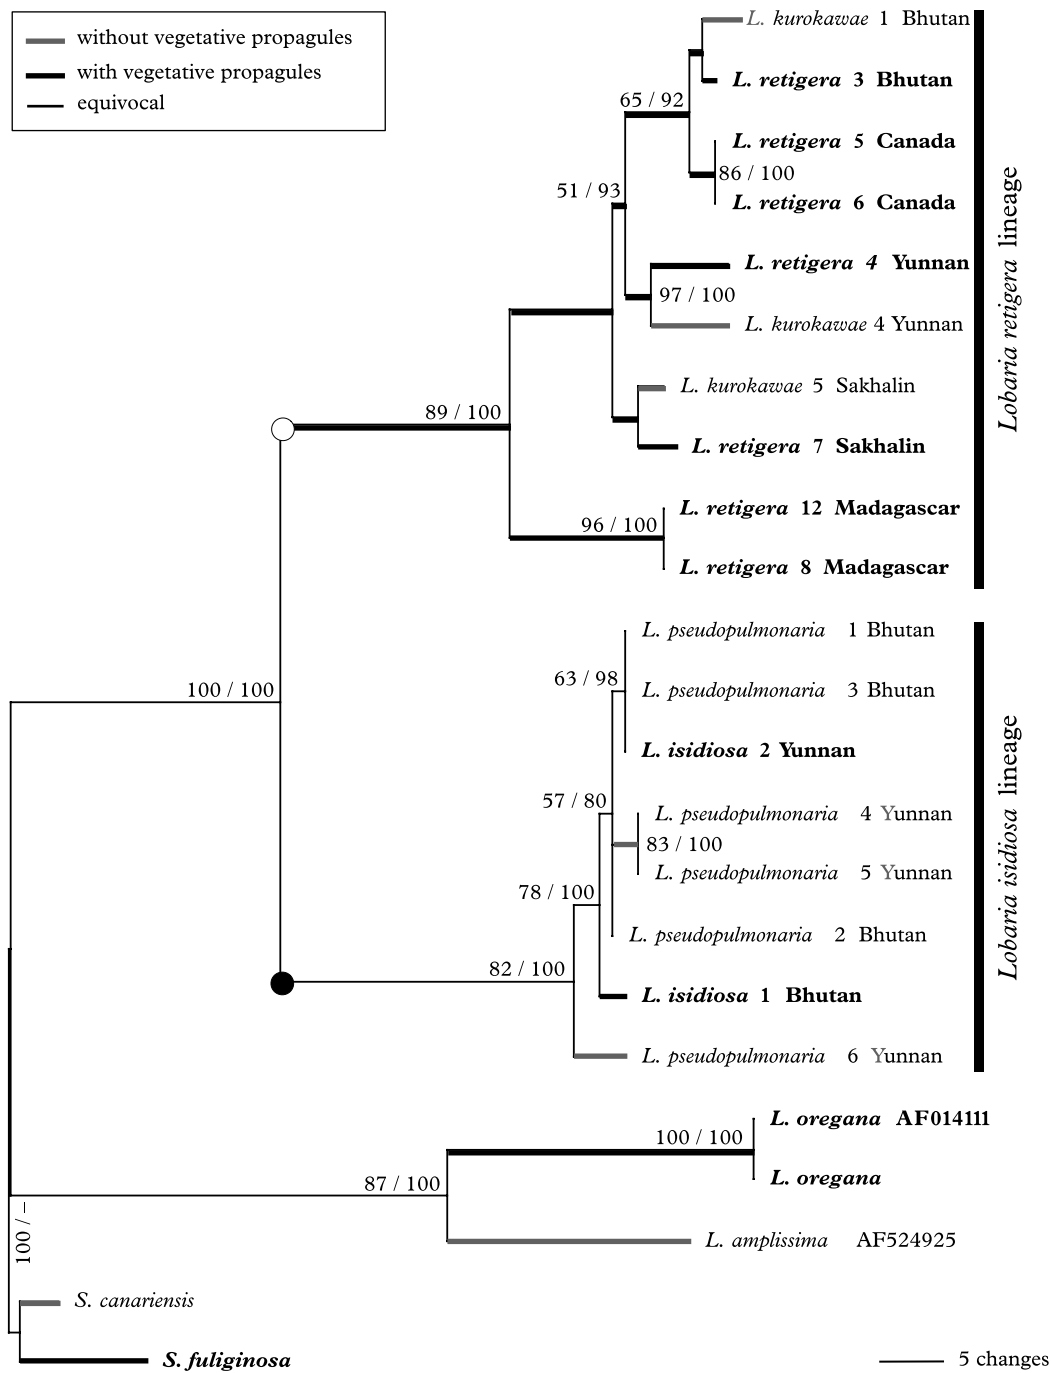 without vegetative propagules
with vegetative propagules
equivocal
L. kurokawae 1 Bhutan
L. retigera 3 Bhutan
65 / 92
L. retigera 5 Canada
86 / 100
L. retigera 6 Canada
51 / 93
L. retigera 4 Yunnan
97 / 100
L. kurokawae 4 Yunnan
L. kurokawae 5 Sakhalin
89 / 100
L. retigera 7 Sakhalin
L. retigera 12 Madagascar
96 / 100
L. retigera 8 Madagascar
Lobaria retigera lineage
L. pseudopulmonaria 1 Bhutan
63 / 98
L. pseudopulmonaria 3 Bhutan
100 / 100
L. isidiosa 2 Yunnan
57 / 80
L. pseudopulmonaria 4 Yunnan
83 / 100
L. pseudopulmonaria 5 Yunnan
78 / 100
L. pseudopulmonaria 2 Bhutan
82 / 100
L. isidiosa 1 Bhutan
L. pseudopulmonaria 6 Yunnan
Lobaria isidiosa lineage
L. oregana AF014111
100 / 100
L. oregana
87 / 100
L. amplissima AF524925
100 / –
S. canariensis
S. fuliginosa
5 changes